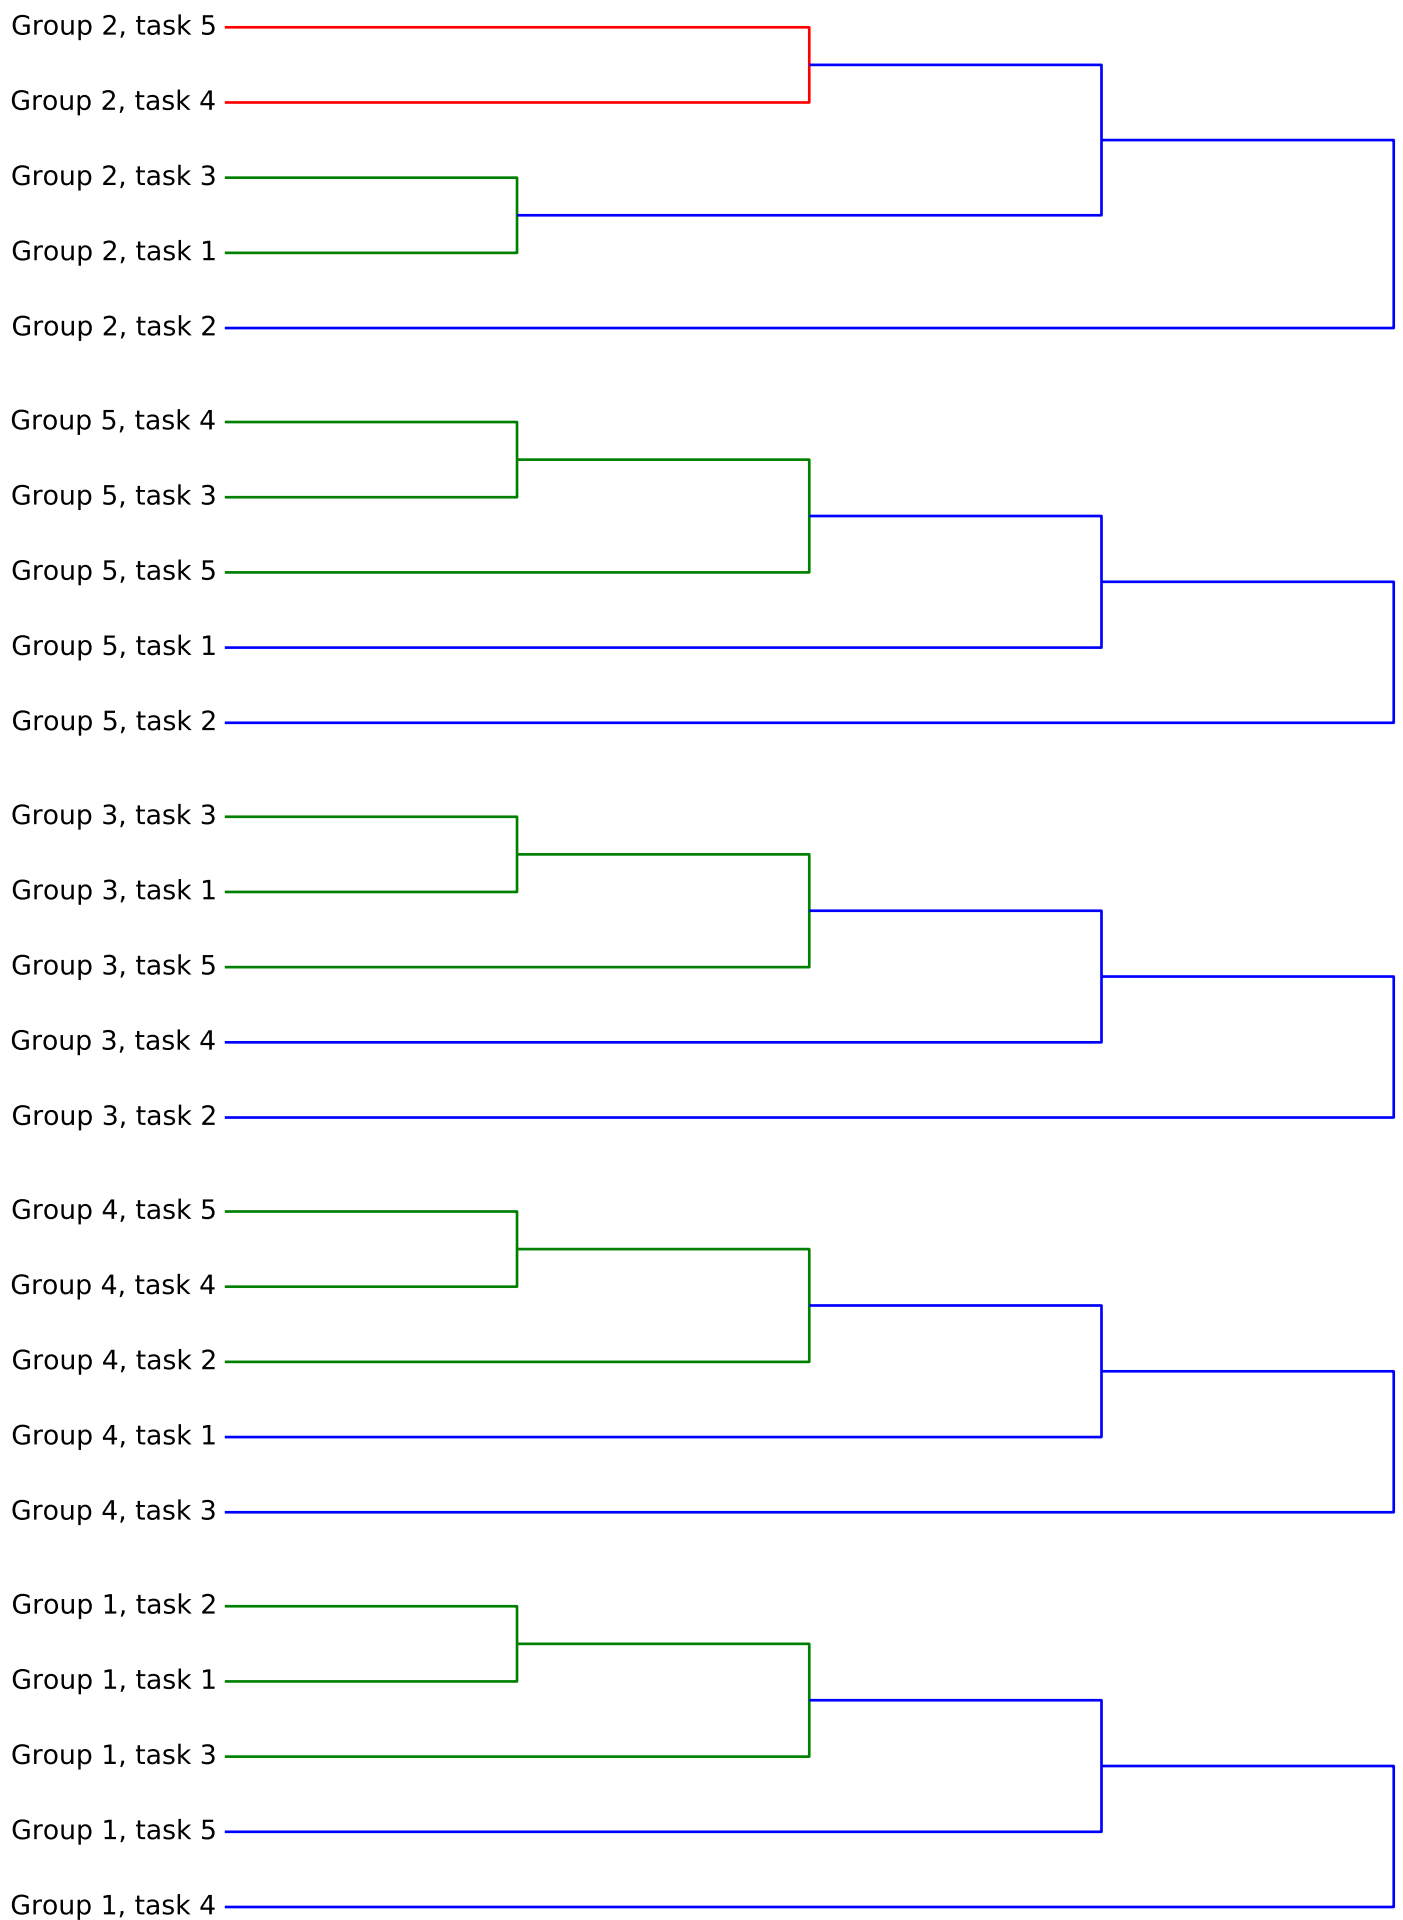 Group 2, task 5
Group 2, task 4
Group 2, task 3
Group 2, task 1
Group 2, task 2
Group 5, task 4
Group 5, task 3
Group 5, task 5
Group 5, task 1
Group 5, task 2
Group 3, task 3
Group 3, task 1
Group 3, task 5
Group 3, task 4
Group 3, task 2
Group 4, task 5
Group 4, task 4
Group 4, task 2
Group 4, task 1
Group 4, task 3
Group 1, task 2
Group 1, task 1
Group 1, task 3
Group 1, task 5
Group 1, task 4